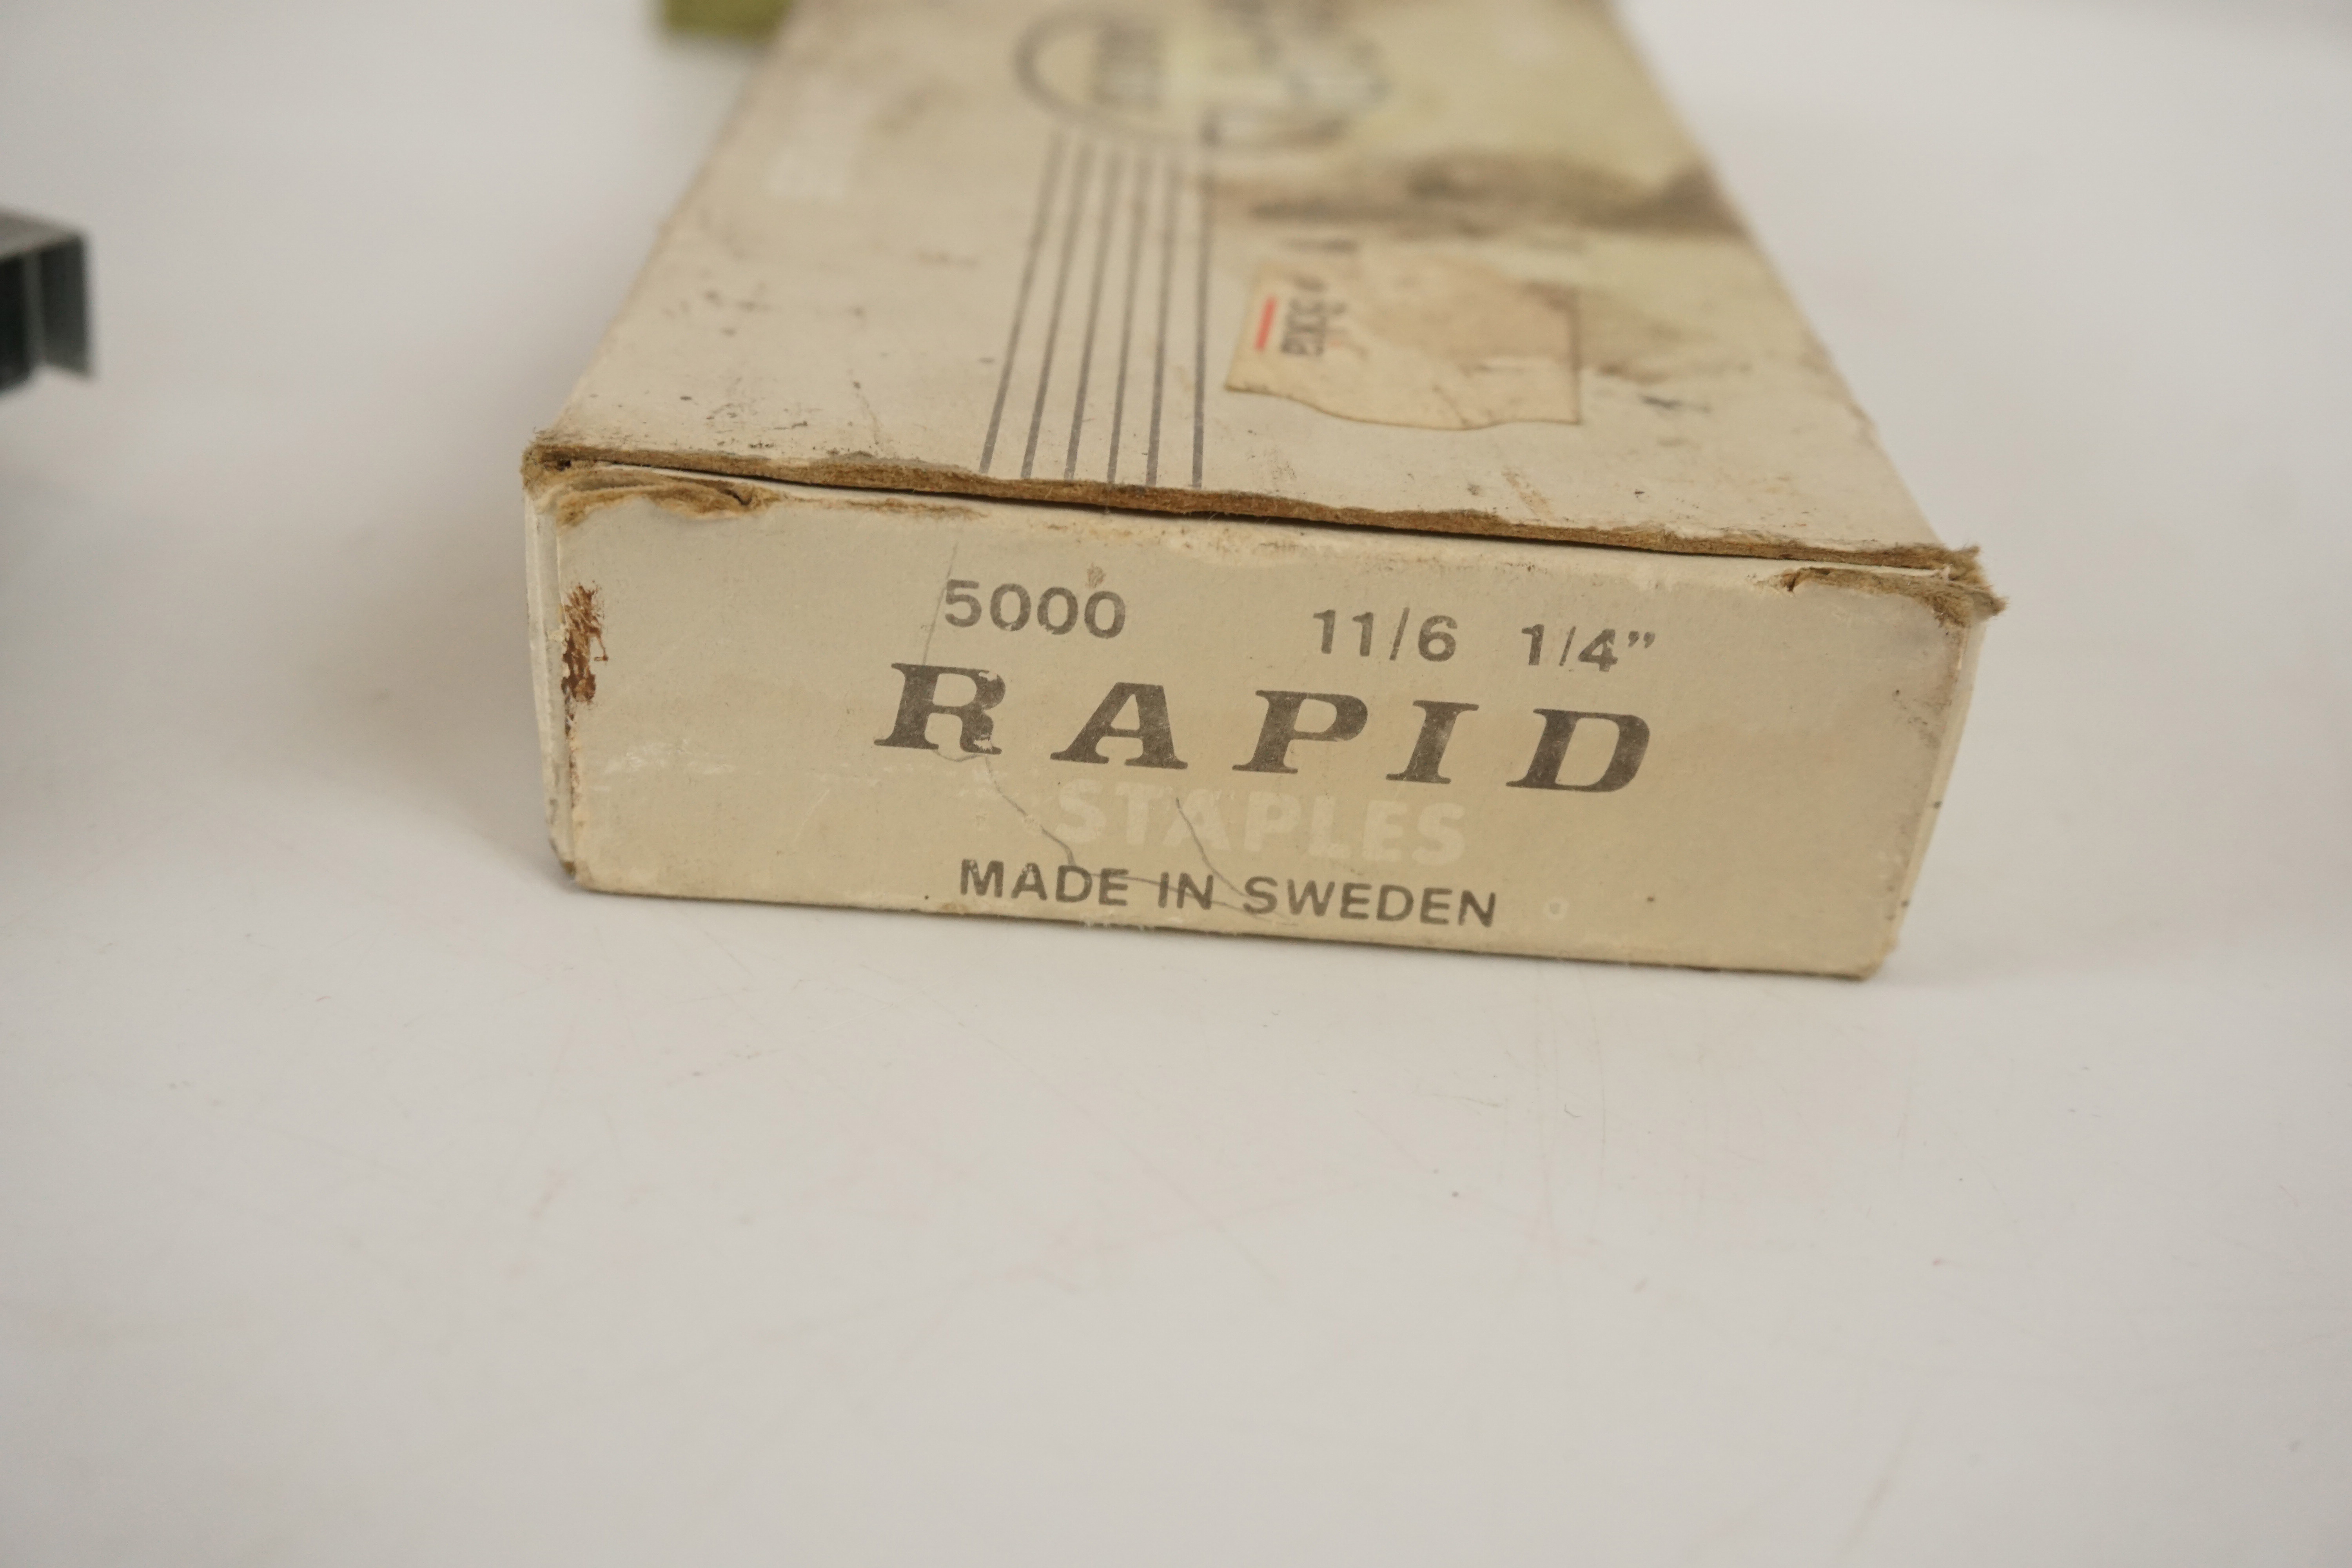 5000 11/6 1/4”
RAPID
STAPLES
MADE IN SWEDEN